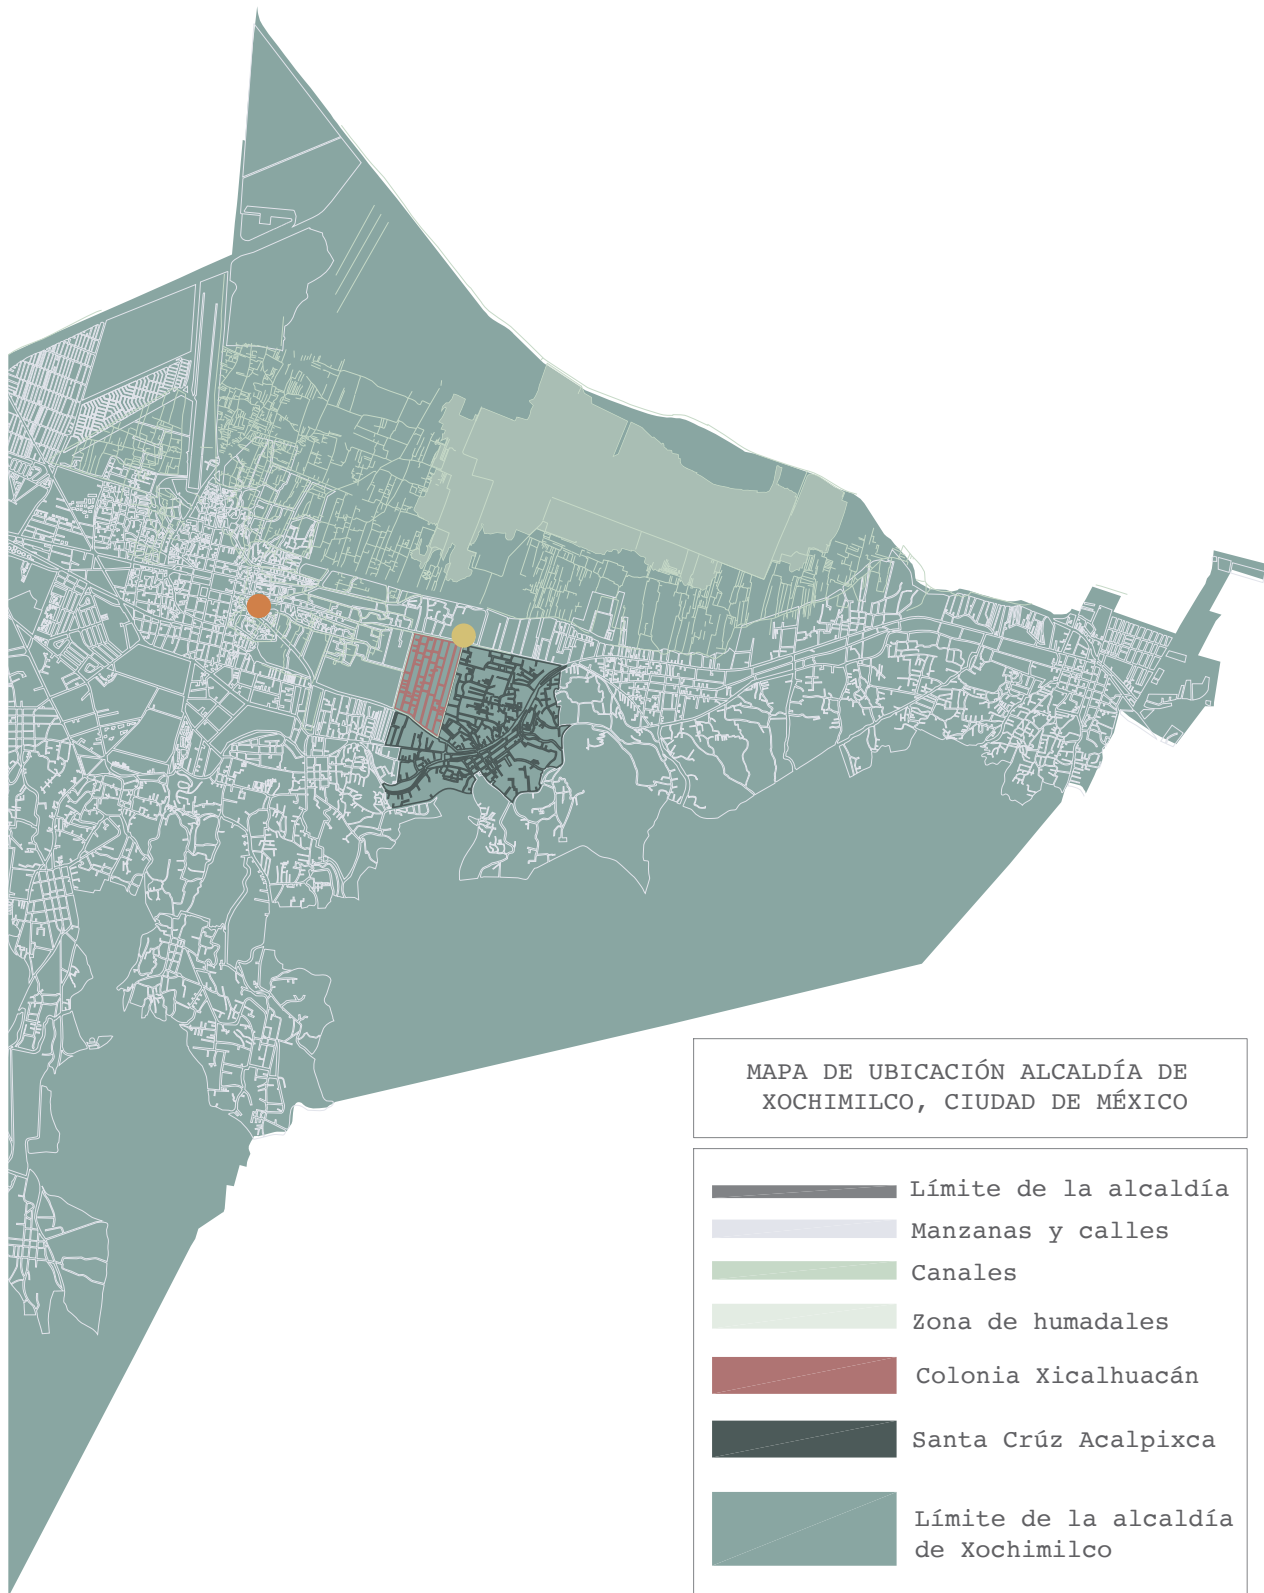 MAPA DE UBICACIÓN ALCALDÍA DE
XOCHIMILCO, CIUDAD DE MÉXICO
Límite de la alcaldía
Manzanas y calles
Canales
Zona de humadales
Colonia Xicalhuacán
Santa Crúz Acalpixca
Límite de la alcaldía
de Xochimilco